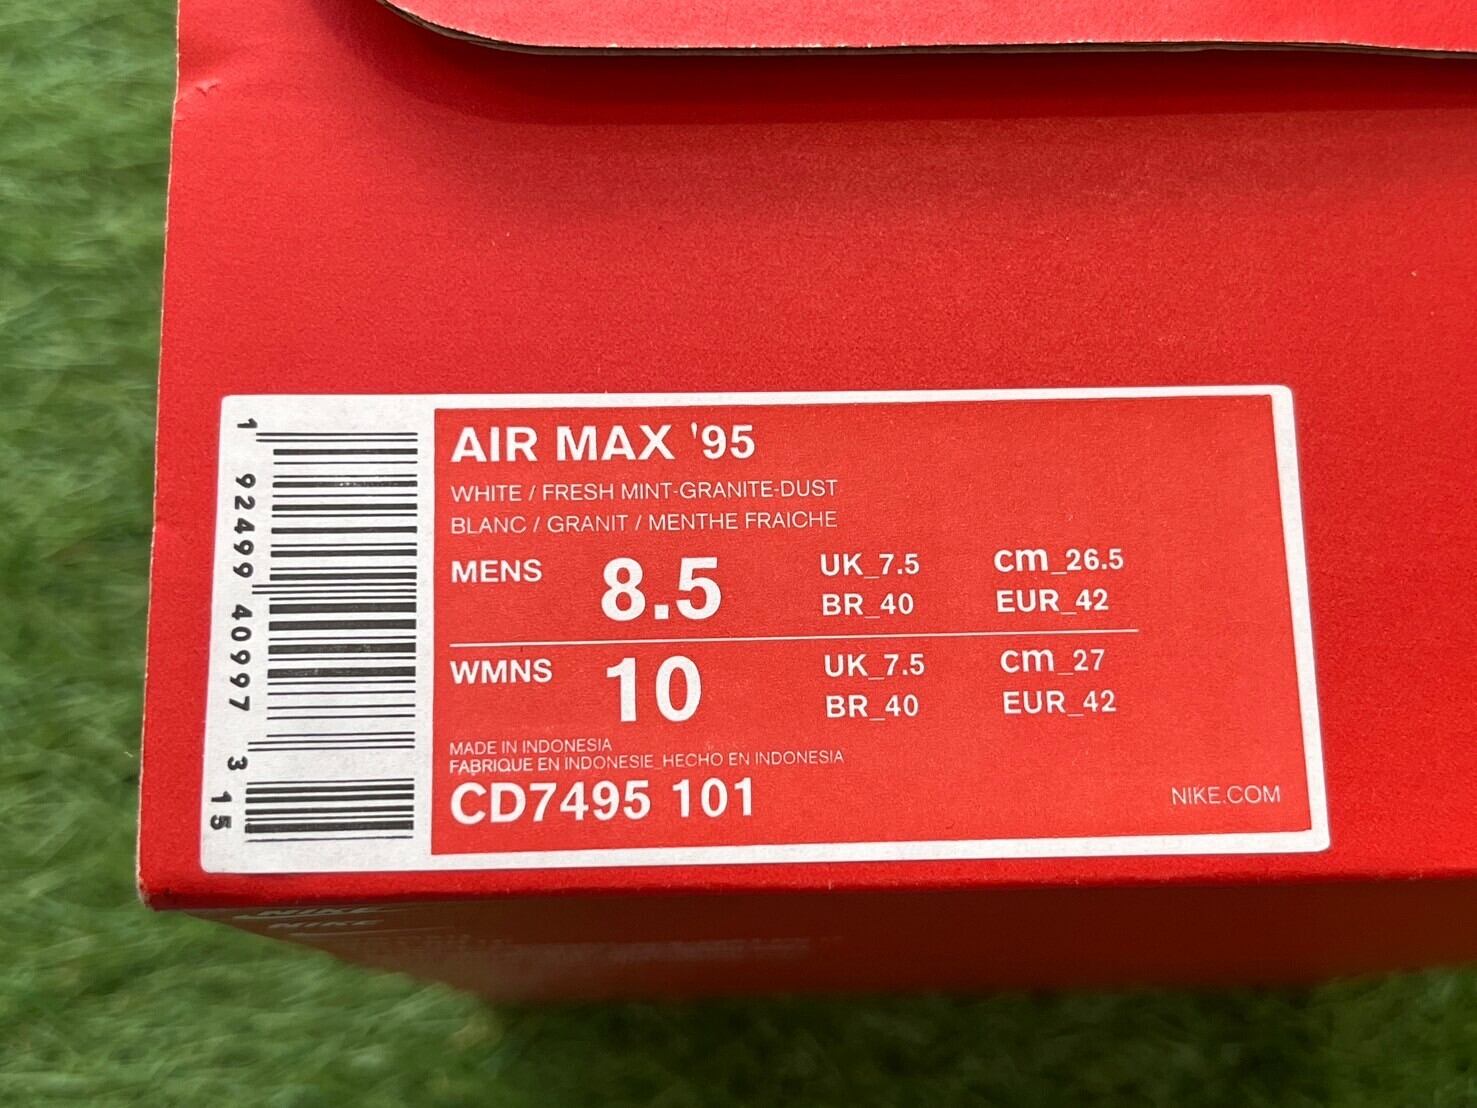 AIR MAX '95
WHITE / FRESH MINT-GRANITE-DUST
BLANC / GRANIT / MENTHE FRAICHE
MENS 8.5 UK_7.5 cm_26.5
BR_40 EUR_42
WMNS 10 UK_7.5 cm_27
BR_40 EUR_42
MADE IN INDONESIA
FABRIQUE EN INDONESIE_HECHO EN INDONESIA
CD7495 101
NIKE.COM
1 92499 40997 3 15
NIKE
NIKE